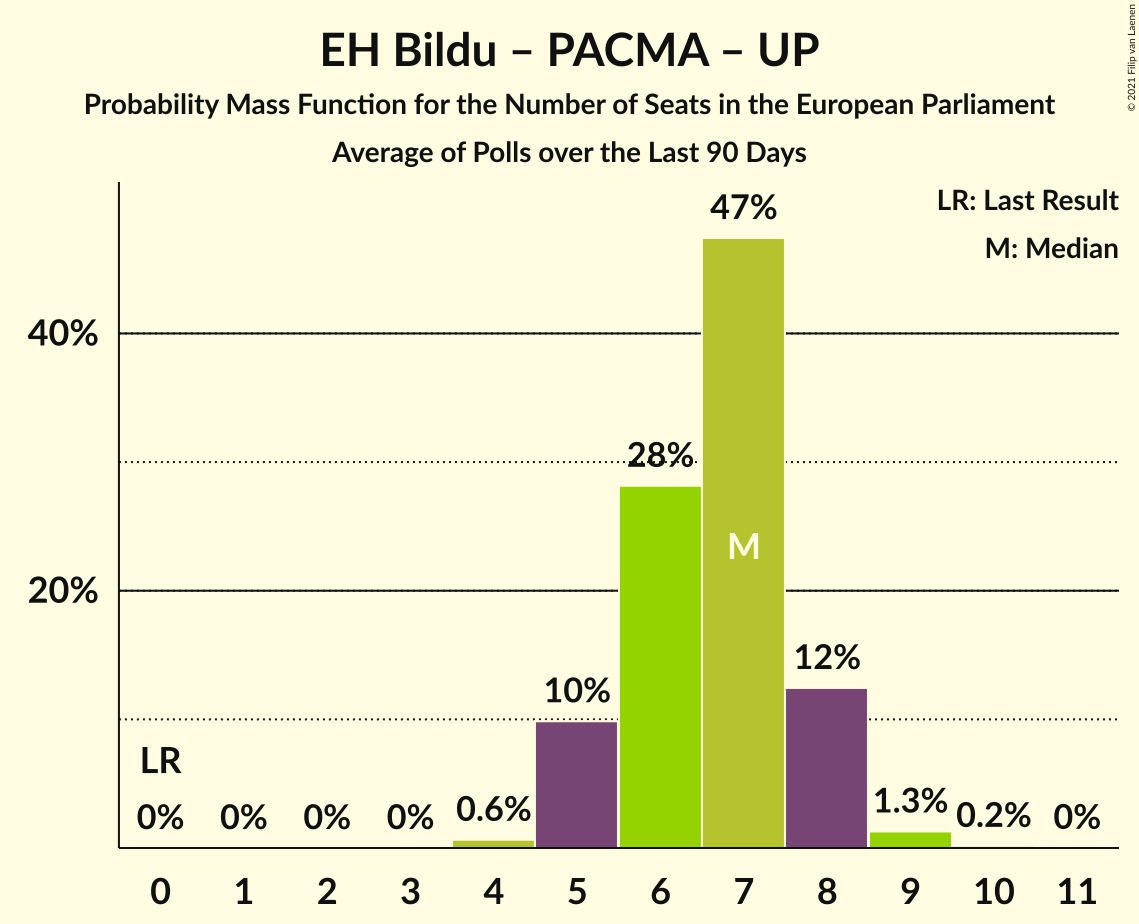 EH Bildu – PACMA – UP
Probability Mass Function for the Number of Seats in the European Parliament
Average of Polls over the Last 90 Days
© 2021 Filip van Laenen
LR: Last Result
M: Median
47%
40%
28%
M
20%
12%
10%
LR
0% 0% 0% 0% 0.6% 1.3% 0.2% 0%
0 1 2 3 4 5 6 7 8 9 10 11